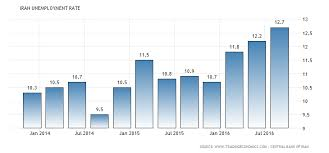 IRAN UNEMPLOYMENT RATE
10.3 10.5 10.7 9.5 10.5 11.5 10.8 10.9 10.7 11.8 12.2 12.7
13
12.5
12
11.5
11
10.5
10
9.5
9
Jan 2014 Jul 2014 Jan 2015 Jul 2015 Jan 2016 Jul 2016
SOURCE: WWW.TRADINGECONOMICS.COM | CENTRAL BANK OF IRAN